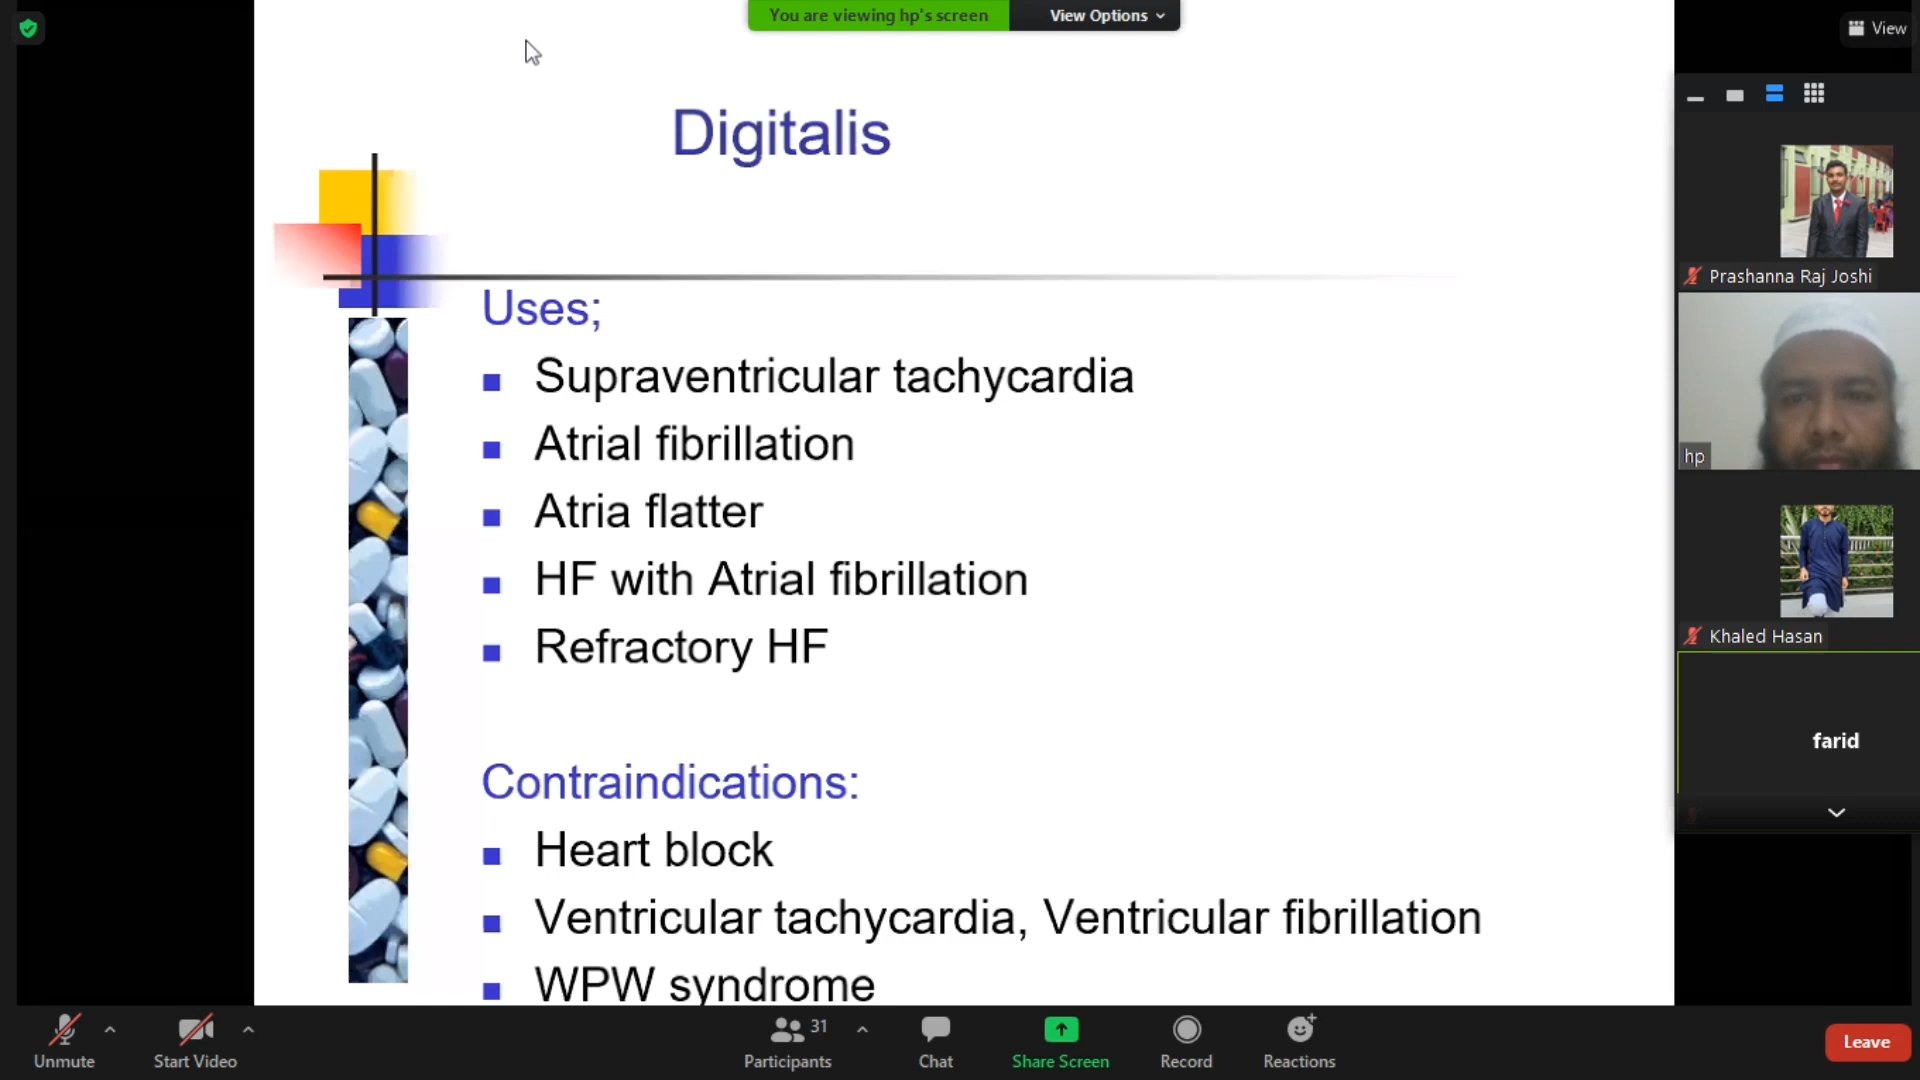 You are viewing hp's screen
View Options
View
Digitalis
Uses;
Supraventricular tachycardia
Atrial fibrillation
Atria flatter
HF with Atrial fibrillation
Refractory HF
Contraindications:
Heart block
Ventricular tachycardia, Ventricular fibrillation
WPW syndrome
Prashanna Raj Joshi
hp
Khaled Hasan
farid
Unmute
Start Video
31
Participants
Chat
Share Screen
Record
Reactions
Leave